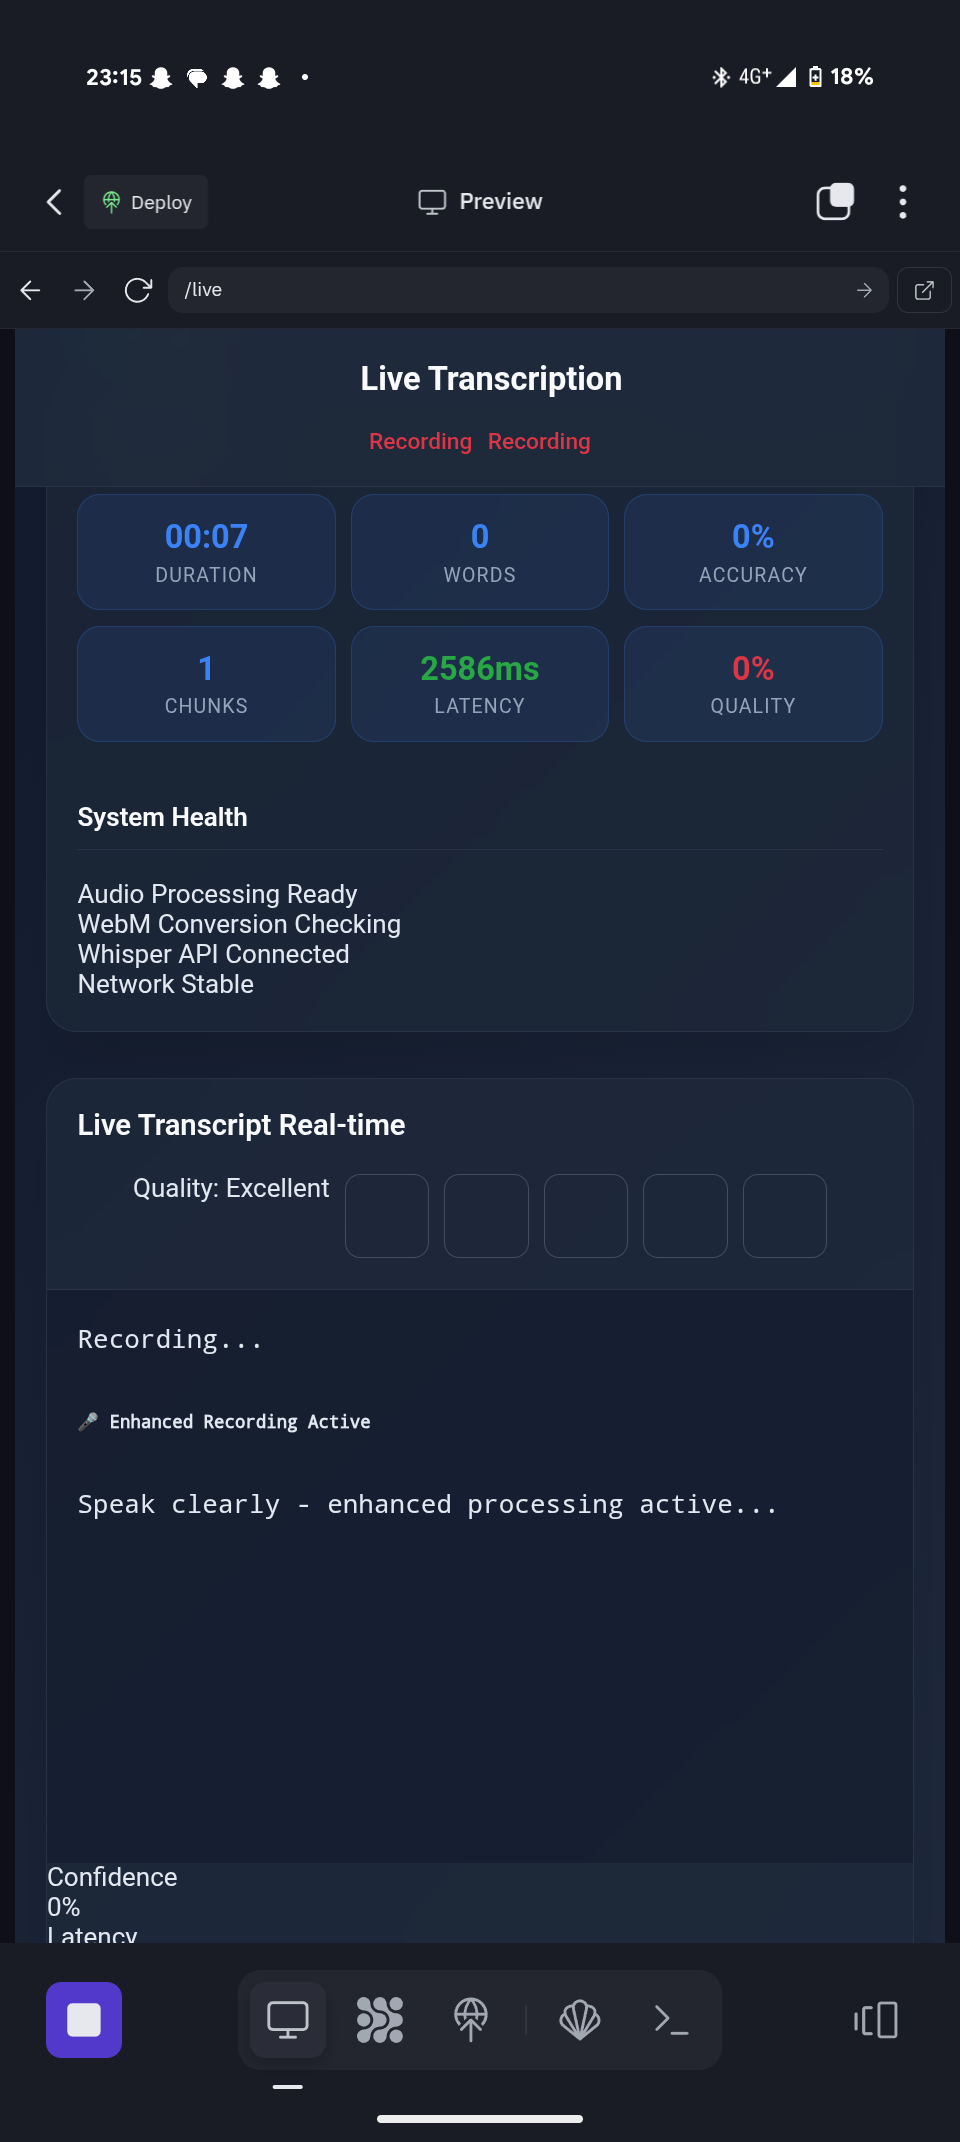 23:15
4G+ 18%
Deploy
Preview
/live
Live Transcription
Recording Recording
00:07
DURATION
0
WORDS
0%
ACCURACY
1
CHUNKS
2586ms
LATENCY
0%
QUALITY
System Health
Audio Processing Ready
WebM Conversion Checking
Whisper API Connected
Network Stable
Live Transcript Real-time
Quality: Excellent
Recording...
🎤 Enhanced Recording Active
Speak clearly - enhanced processing active...
Confidence
0%
Latency